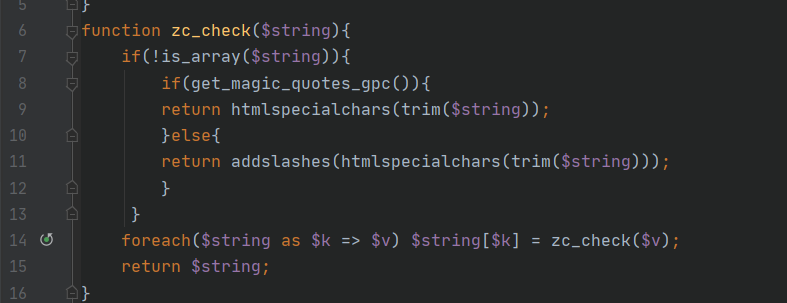 5 }
6 function zc_check($string){
7     if(!is_array($string)){
8         if(get_magic_quotes_gpc()){
9         return htmlspecialchars(trim($string));
10         }else{
11         return addslashes(htmlspecialchars(trim($string)));
12         }
13      }
14     foreach($string as $k => $v) $string[$k] = zc_check($v);
15     return $string;
16 }